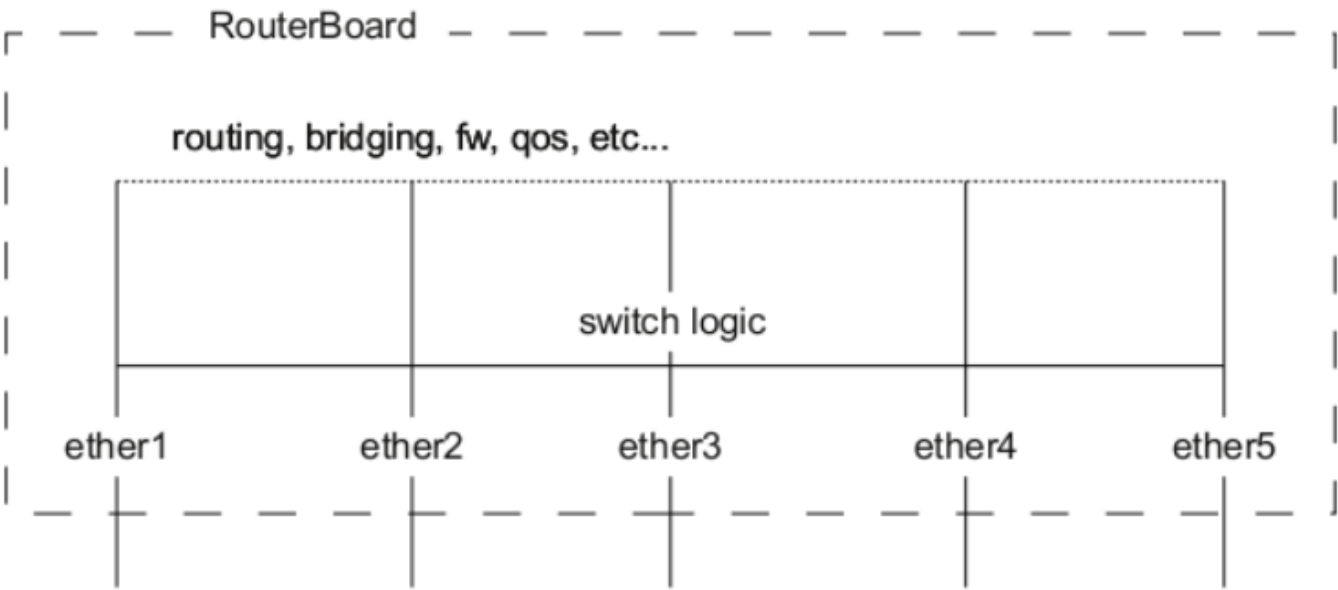 RouterBoard
routing, bridging, fw, qos, etc...
switch logic
ether1 ether2 ether3 ether4 ether5